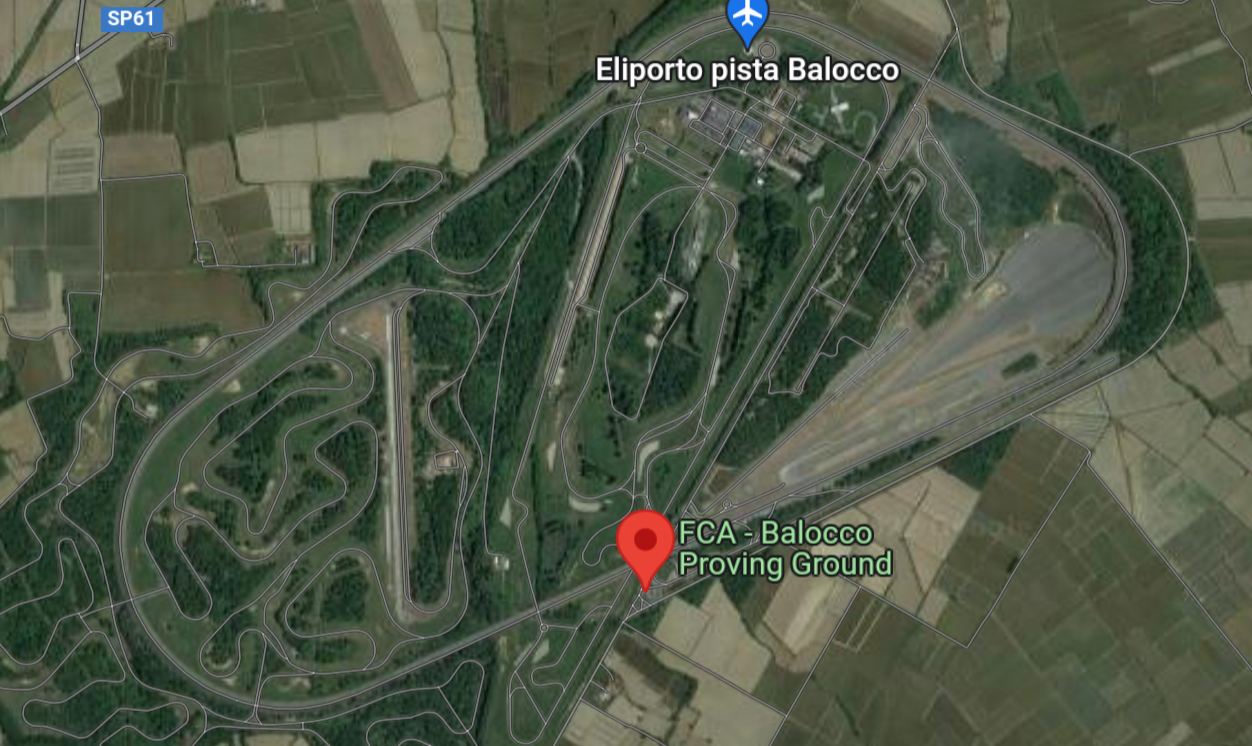 SP61
Eliporto pista Balocco
FCA - Balocco
Proving Ground